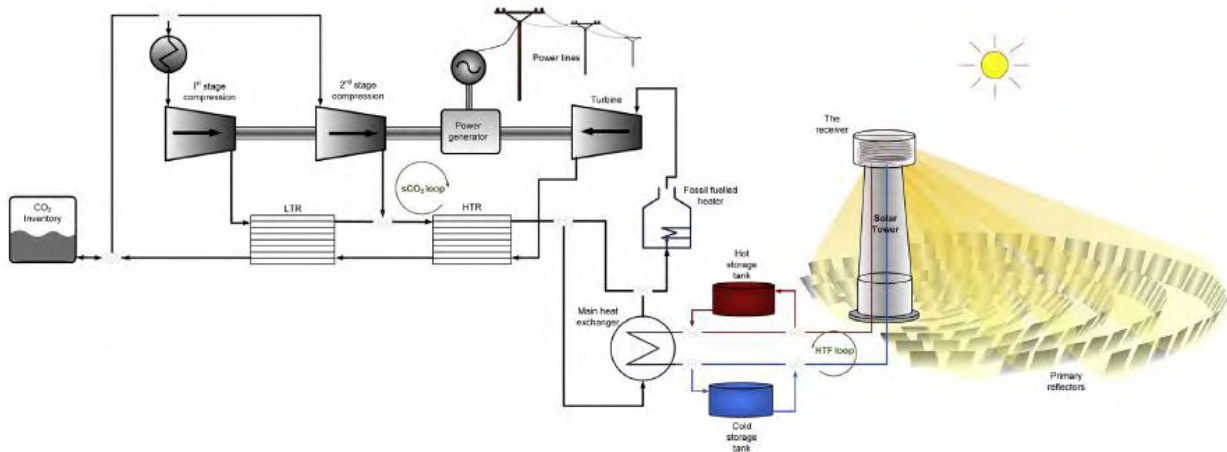 Power lines
1st stage
compression
2nd stage
compression
Power
generator
Turbine
The
receiver
sCO₂ loop
Fossil fuelled
heater
CO₂
Inventory
LTR
HTR
Solar
Tower
Hot
storage
tank
Main heat
exchanger
HTF loop
Primary
reflectors
Cold
storage
tank